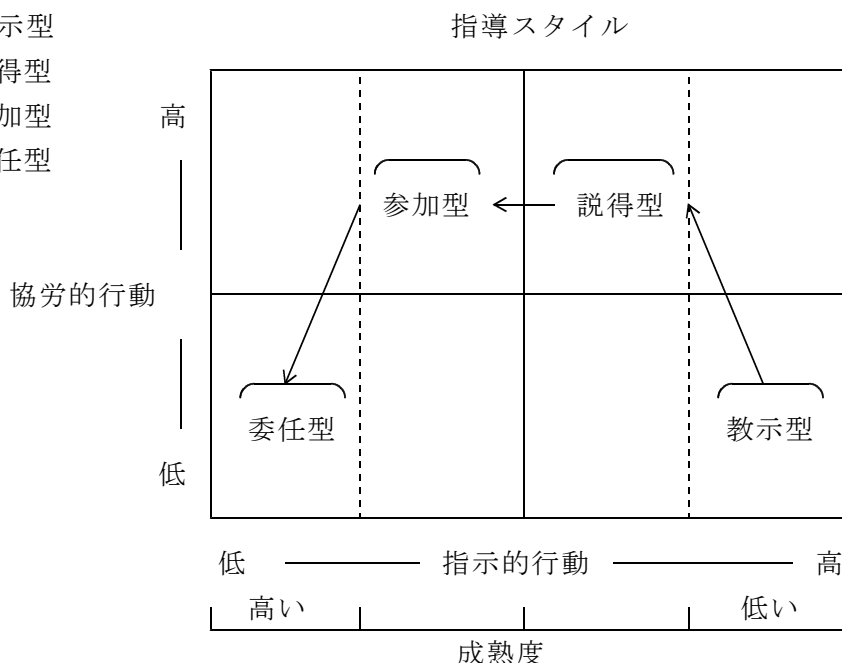 示型
得型
加型
任型
指導スタイル
高
参加型
説得型
協労的行動
委任型
教示型
低
低
指示的行動
高
高い
低い
成熟度